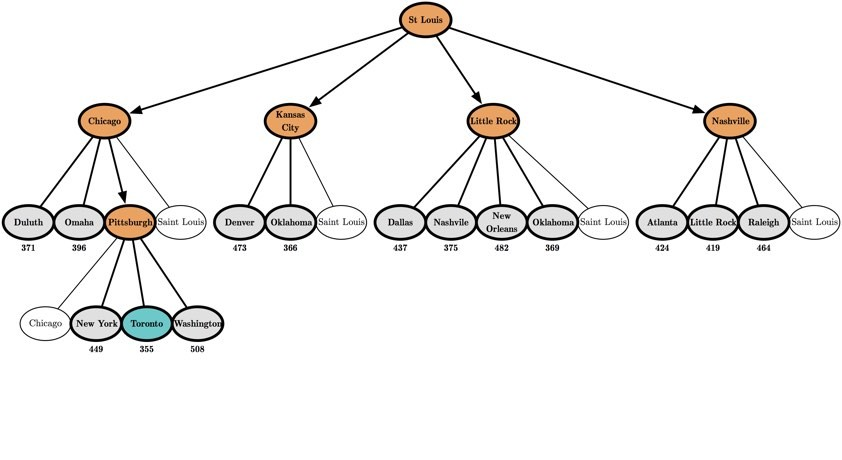 St Louis
Chicago
Kansas
City
Little Rock
Nashville
Duluth
Omaha
Pittsburgh
Saint Louis
Denver
Oklahoma
Saint Louis
Dallas
Nashvile
New
Orleans
Oklahoma
Saint Louis
Atlanta
Little Rock
Raleigh
Saint Louis
371
396
473
366
437
375
482
369
424
419
464
Chicago
New York
Toronto
Washington
449
355
508